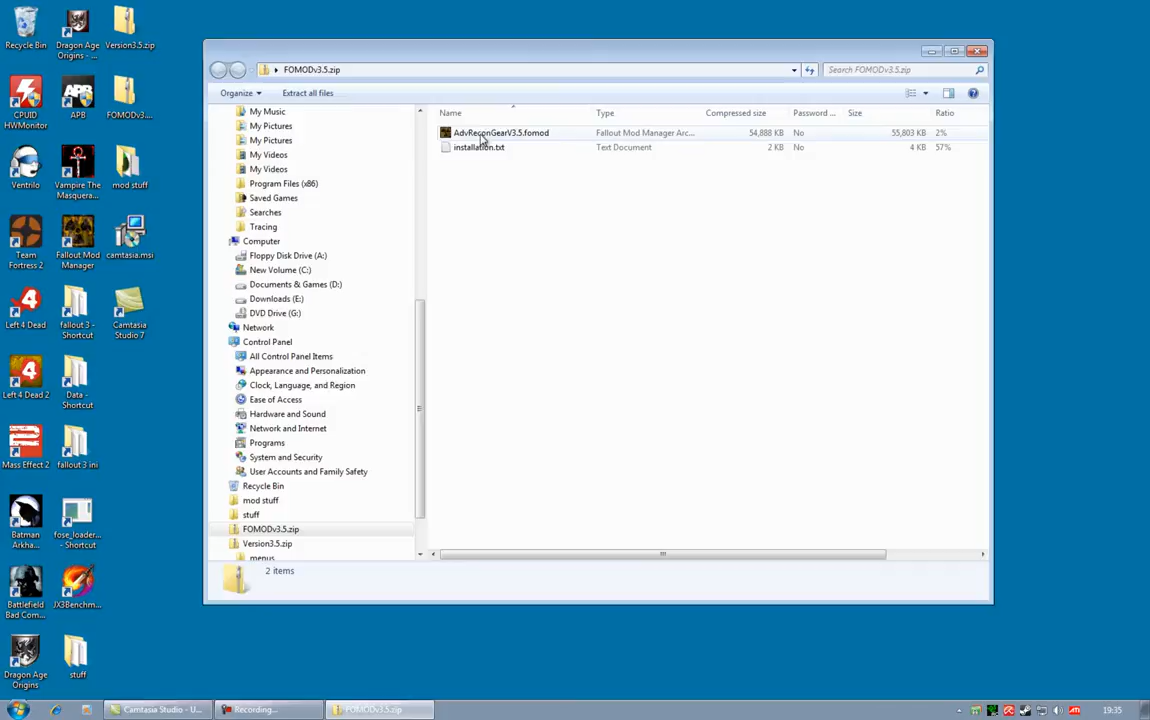 Recycle Bin
Dragon Age
Origins - ...
Version3.5.zip
CPUID
HWMonitor
APB
FOMODv3....
Ventrilo
Vampire The
Masquera...
mod stuff
Team
Fortress 2
Fallout Mod
Manager
camtasia.msi
Left 4 Dead
fallout 3 -
Shortcut
Camtasia
Studio 7
Left 4 Dead 2
Data -
Shortcut
Mass Effect 2
fallout 3 ini
Batman
Arkha...
fose_loader...
- Shortcut
Battlefield
Bad Com...
JX3Benchm...
Dragon Age
Origins
stuff
FOMODv3.5.zip
Search FOMODv3.5.zip
Organize
Extract all files
My Music
My Pictures
My Pictures
My Videos
My Videos
Program Files (x86)
Saved Games
Searches
Tracing
Computer
Floppy Disk Drive (A:)
New Volume (C:)
Documents & Games (D:)
Downloads (E:)
DVD Drive (G:)
Network
Control Panel
All Control Panel Items
Appearance and Personalization
Clock, Language, and Region
Ease of Access
Hardware and Sound
Network and Internet
Programs
System and Security
User Accounts and Family Safety
Recycle Bin
mod stuff
stuff
FOMODv3.5.zip
Version3.5.zip
menus
Name Type Compressed size Password ... Size Ratio
AdvReconGearV3.5.fomod Fallout Mod Manager Arc... 54,888 KB No 55,803 KB 2%
installation.txt Text Document 2 KB No 4 KB 57%
2 items
Camtasia Studio - U...
Recording...
FOMODv3.5.zip
19:35